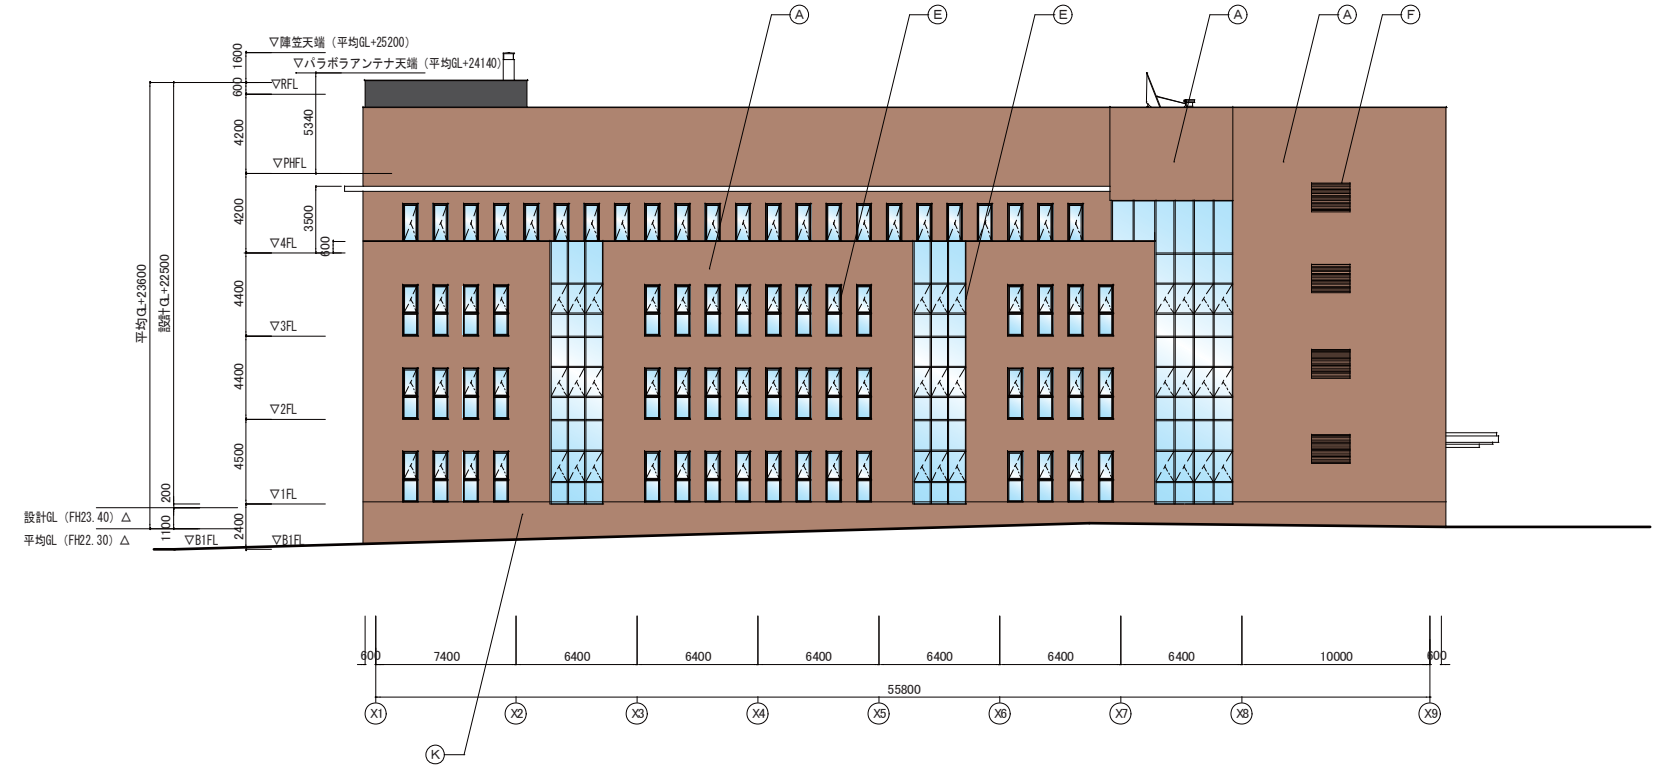 A E E A A F
▽陣笠天端（平均GL+25200）
▽パラボラアンテナ天端（平均GL+24140）
▽RFL
▽PHFL
▽4FL
▽3FL
▽2FL
▽1FL
設計GL（FH23.40）△
平均GL（FH22.30）△
▽B1FL ▽B1FL
平均GL+23600
設計GL+22500
1600
600
4200
4200
4400
4400
4500
2400
200
1100
5340
3500
600
600 7400 6400 6400 6400 6400 6400 6400 10000 600
55800
X1 X2 X3 X4 X5 X6 X7 X8 X9
K